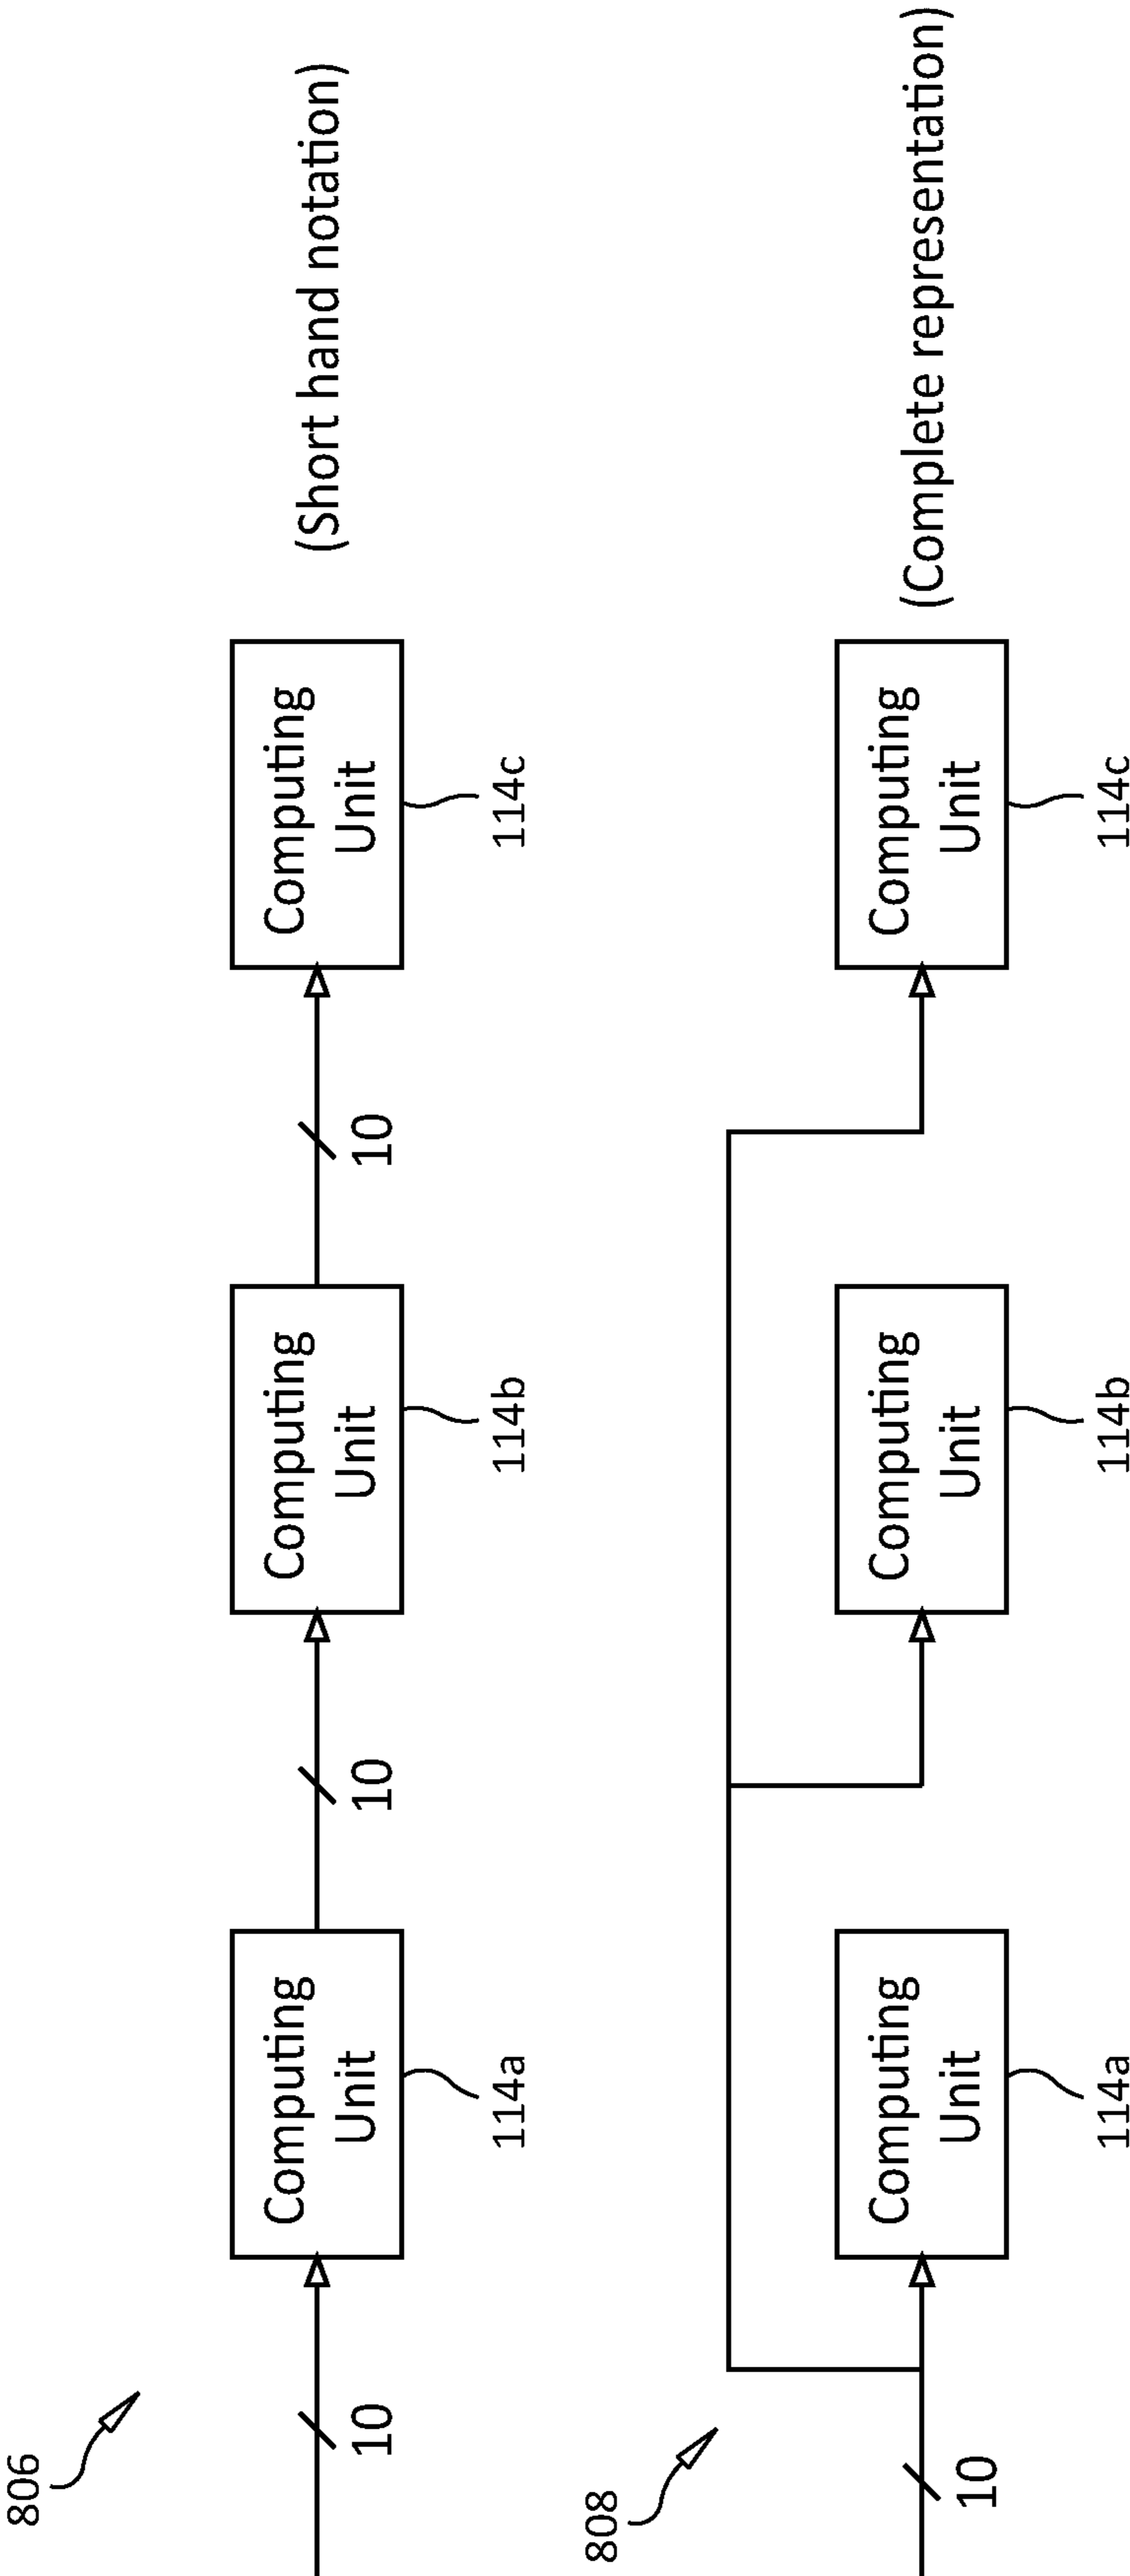 806
10
Computing
Unit
114a
10
Computing
Unit
114b
10
Computing
Unit
114c
(Short hand notation)
808
10
Computing
Unit
114a
Computing
Unit
114b
Computing
Unit
114c
(Complete representation)